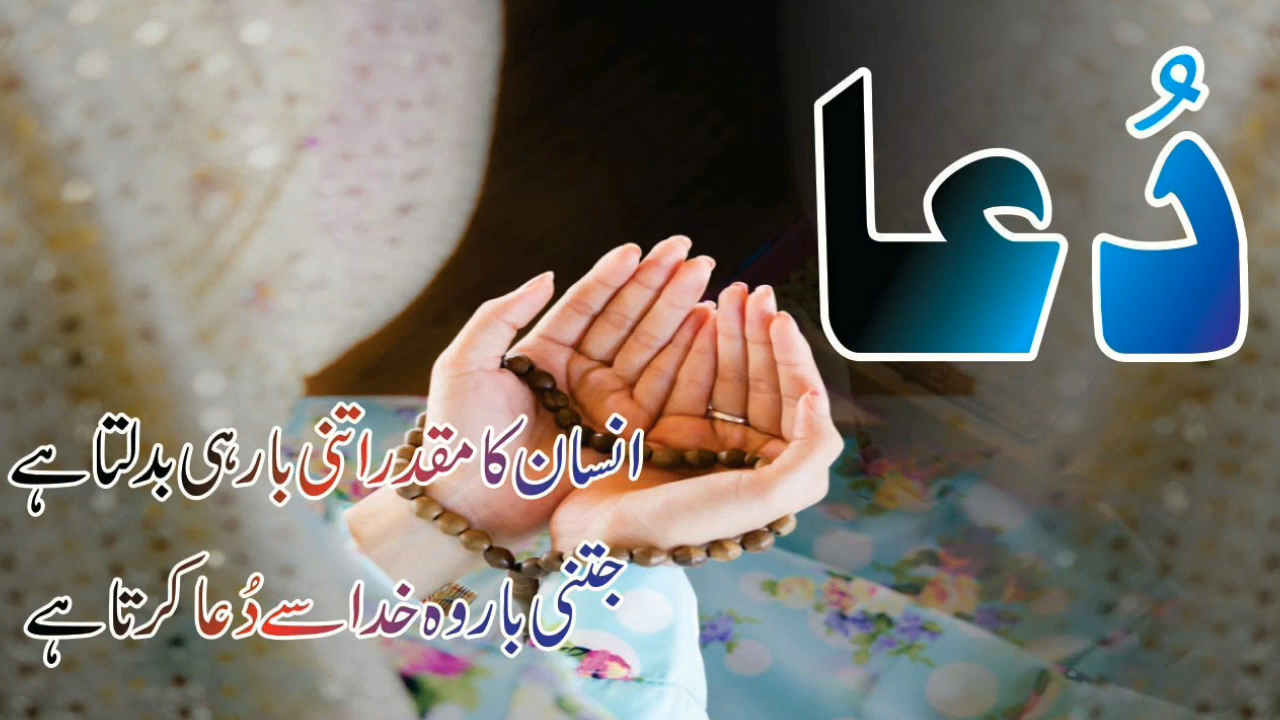 دُعا
انسان کا مقدر اتنی بار ہی بدلتا ہے
جتنی بار وہ خدا سے دُعا کرتا ہے